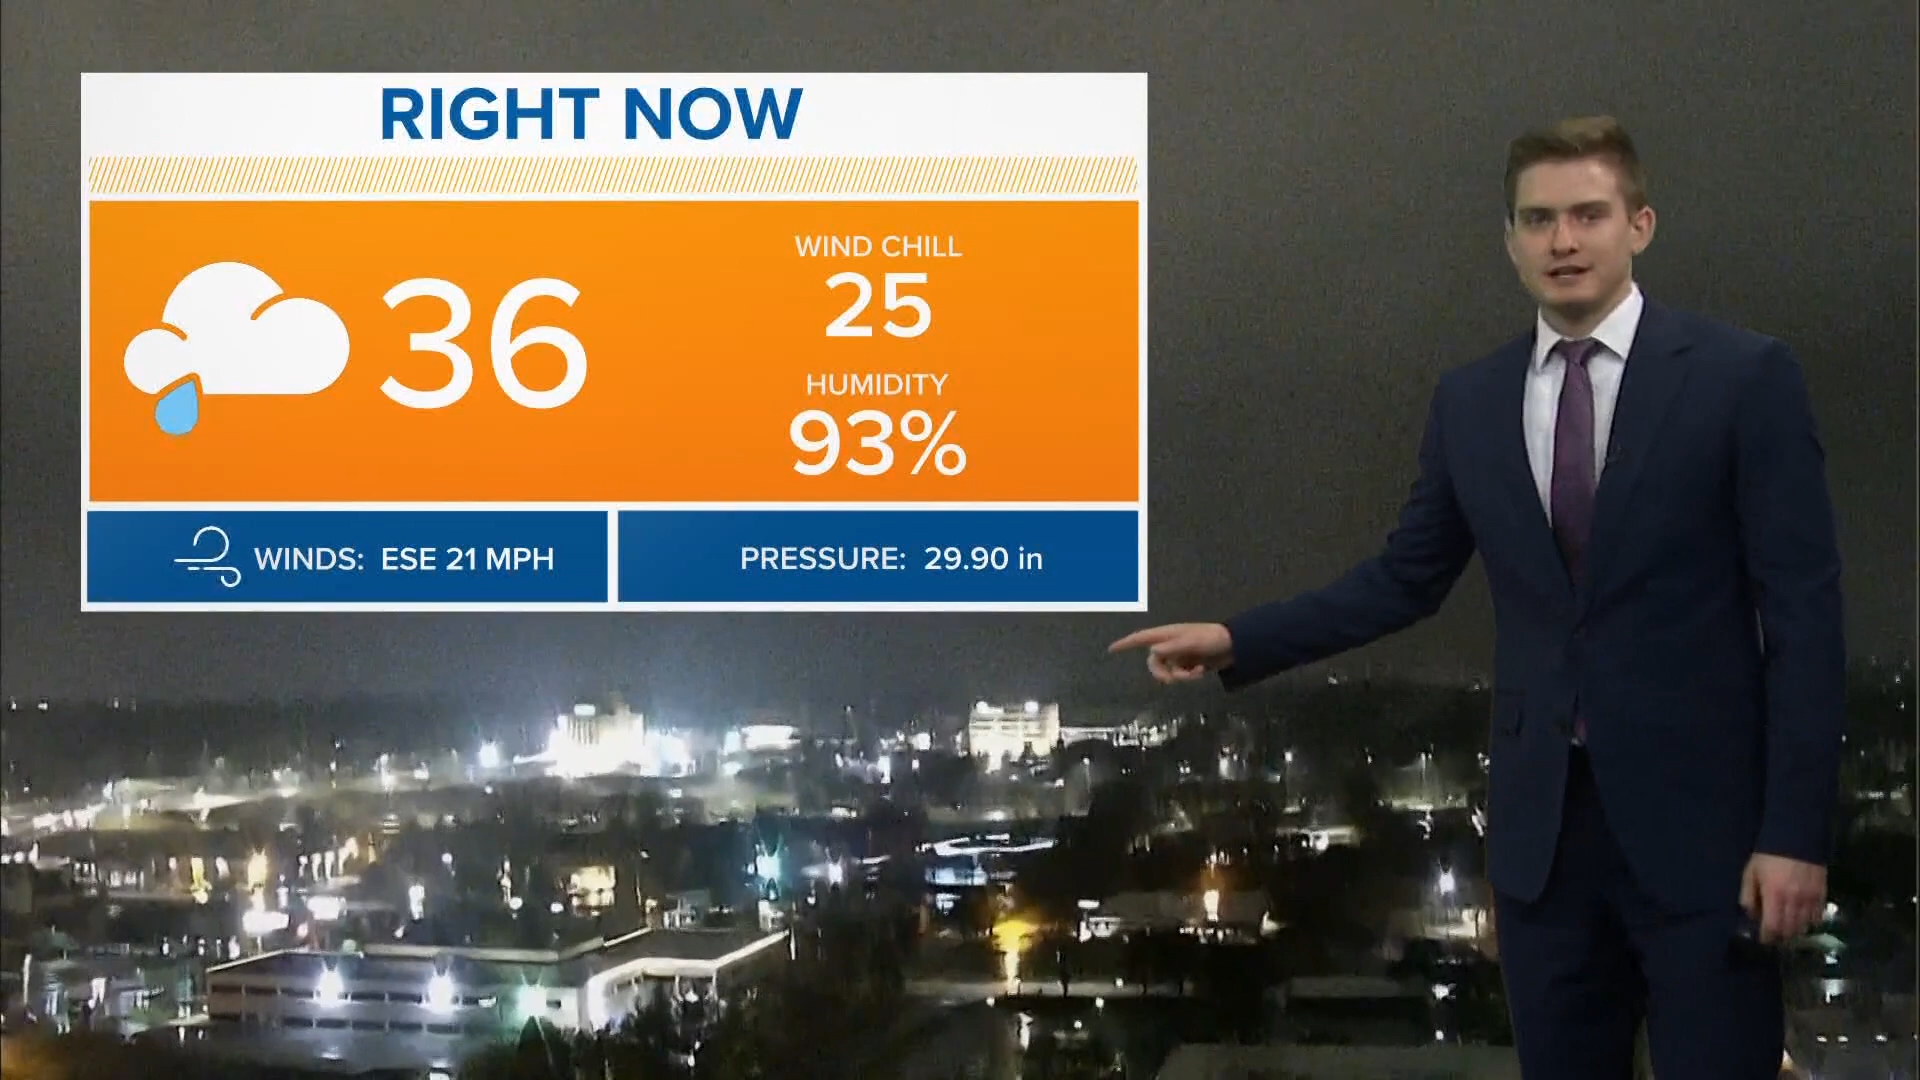 RIGHT NOW
36
WIND CHILL
25
HUMIDITY
93%
WINDS: ESE 21 MPH
PRESSURE: 29.90 in